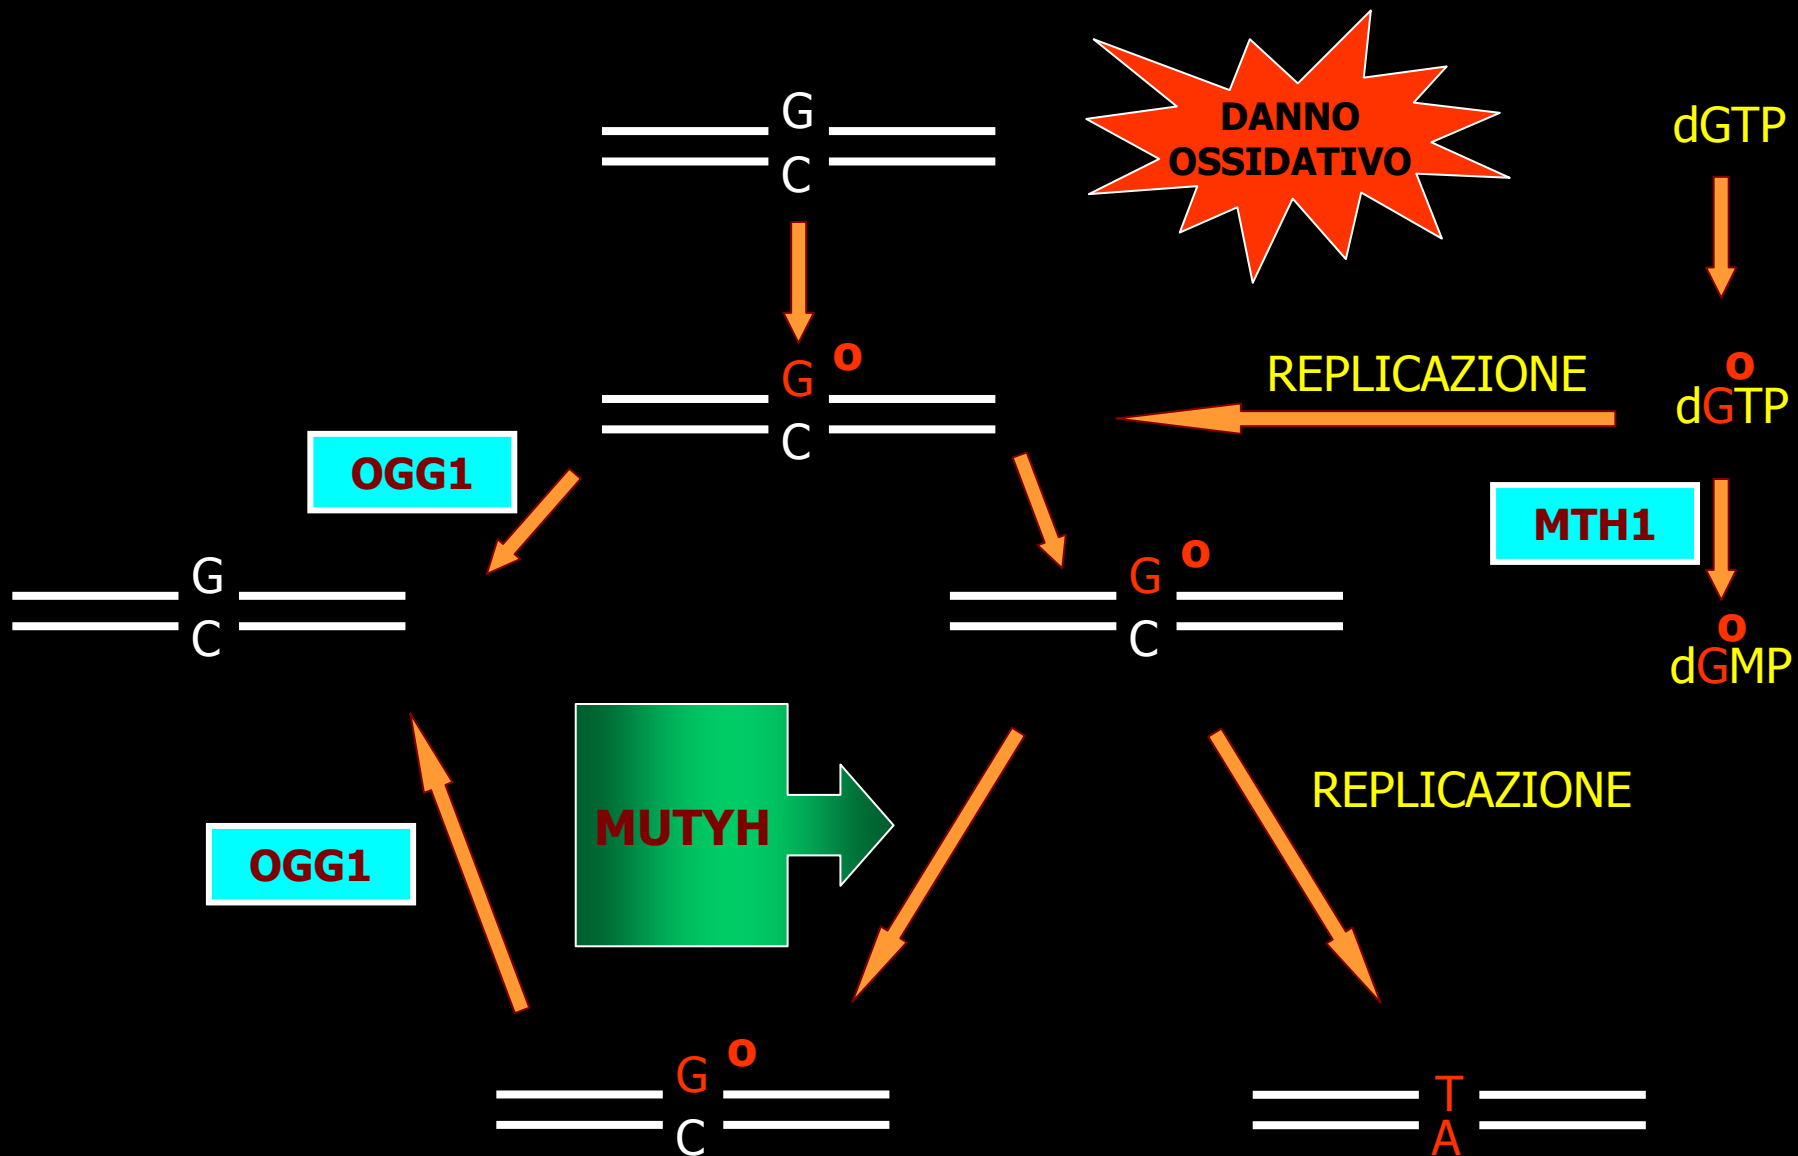 G
C
DANNO
OSSIDATIVO
dGTP
G o
C
REPLICAZIONE
o
dGTP
OGG1
MTH1
G
C
G o
C
o
dGMP
MUTYH
REPLICAZIONE
OGG1
G o
C
T
A